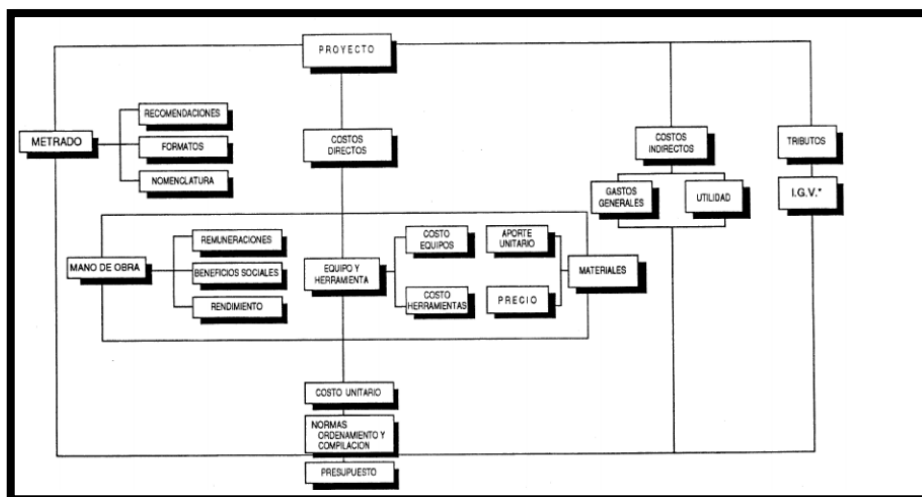 PROYECTO
RECOMENDACIONES
METRADO
FORMATOS
NOMENCLATURA
COSTOS
DIRECTOS
COSTOS
INDIRECTOS
TRIBUTOS
GASTOS
GENERALES
UTILIDAD
I.G.V.*
REMUNERACIONES
MANO DE OBRA
BENEFICIOS SOCIALES
RENDIMIENTO
EQUIPO Y
HERRAMIENTA
COSTO
EQUIPOS
COSTO
HERRAMIENTAS
APORTE
UNITARIO
PRECIO
MATERIALES
COSTO UNITARIO
NORMAS
ORDENAMIENTO Y
COMPILACION
PRESUPUESTO